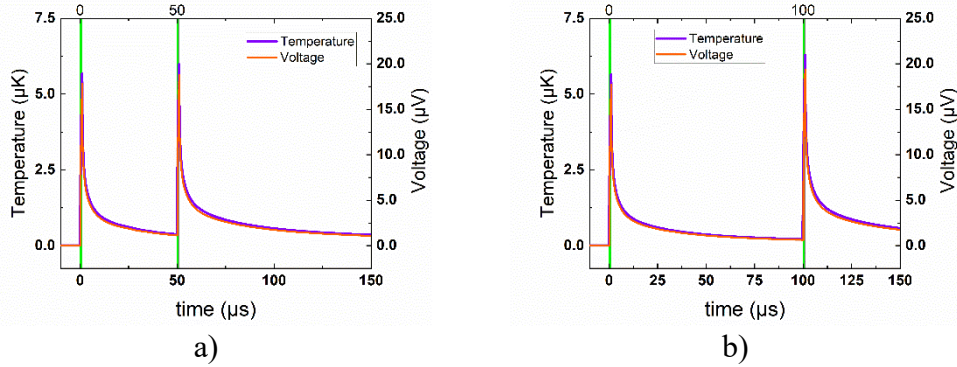 0 50
7.5
5.0
2.5
0.0
Temperature (µK)
Temperature
Voltage
25.0
20.0
15.0
10.0
5.0
0.0
Voltage (µV)
0 50 100 150
time (µs)
a)
0 100
7.5
5.0
2.5
0.0
Temperature (µK)
Temperature
Voltage
25.0
20.0
15.0
10.0
5.0
0.0
Voltage (µV)
0 25 50 75 100 125 150
time (µs)
b)